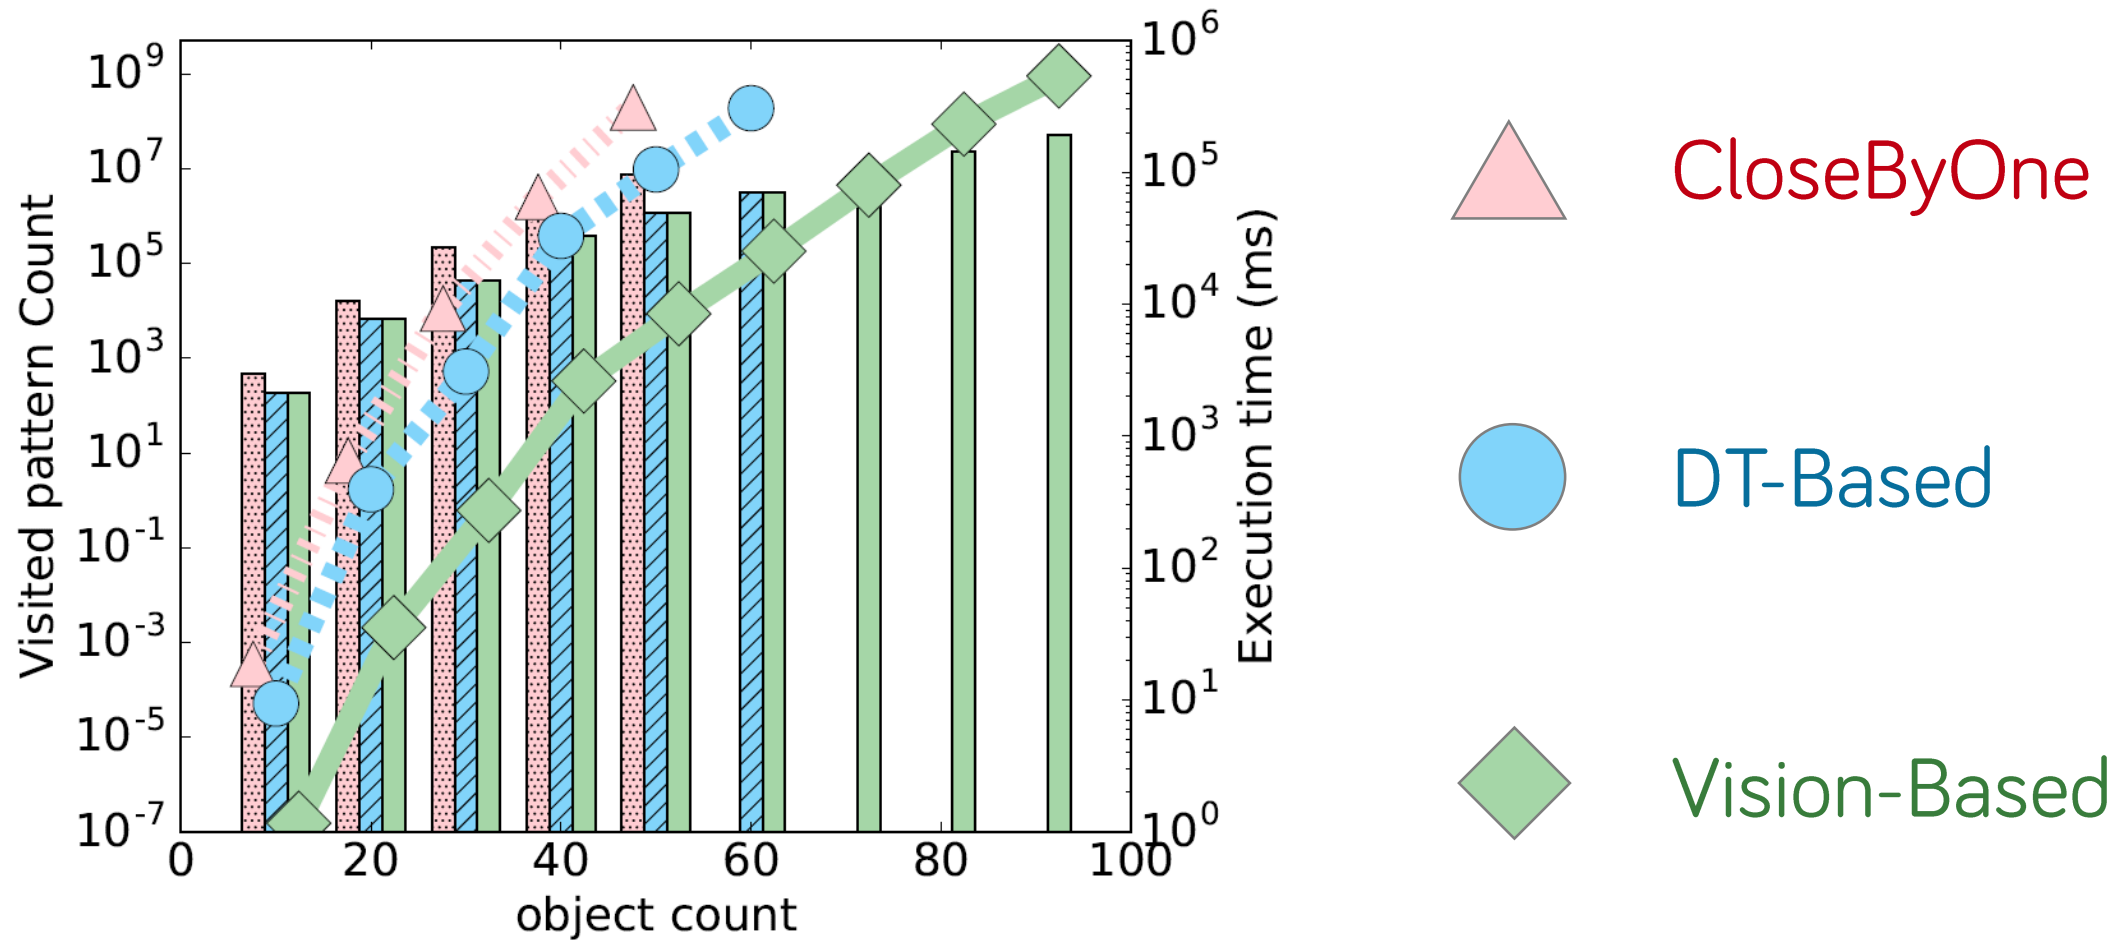 Visited pattern Count
10^9
10^7
10^5
10^3
10^1
10^-1
10^-3
10^-5
10^-7
0 20 40 60 80 100
object count
10^6
10^5
10^4
10^3
10^2
10^1
10^0
Execution time (ms)
CloseByOne
DT-Based
Vision-Based